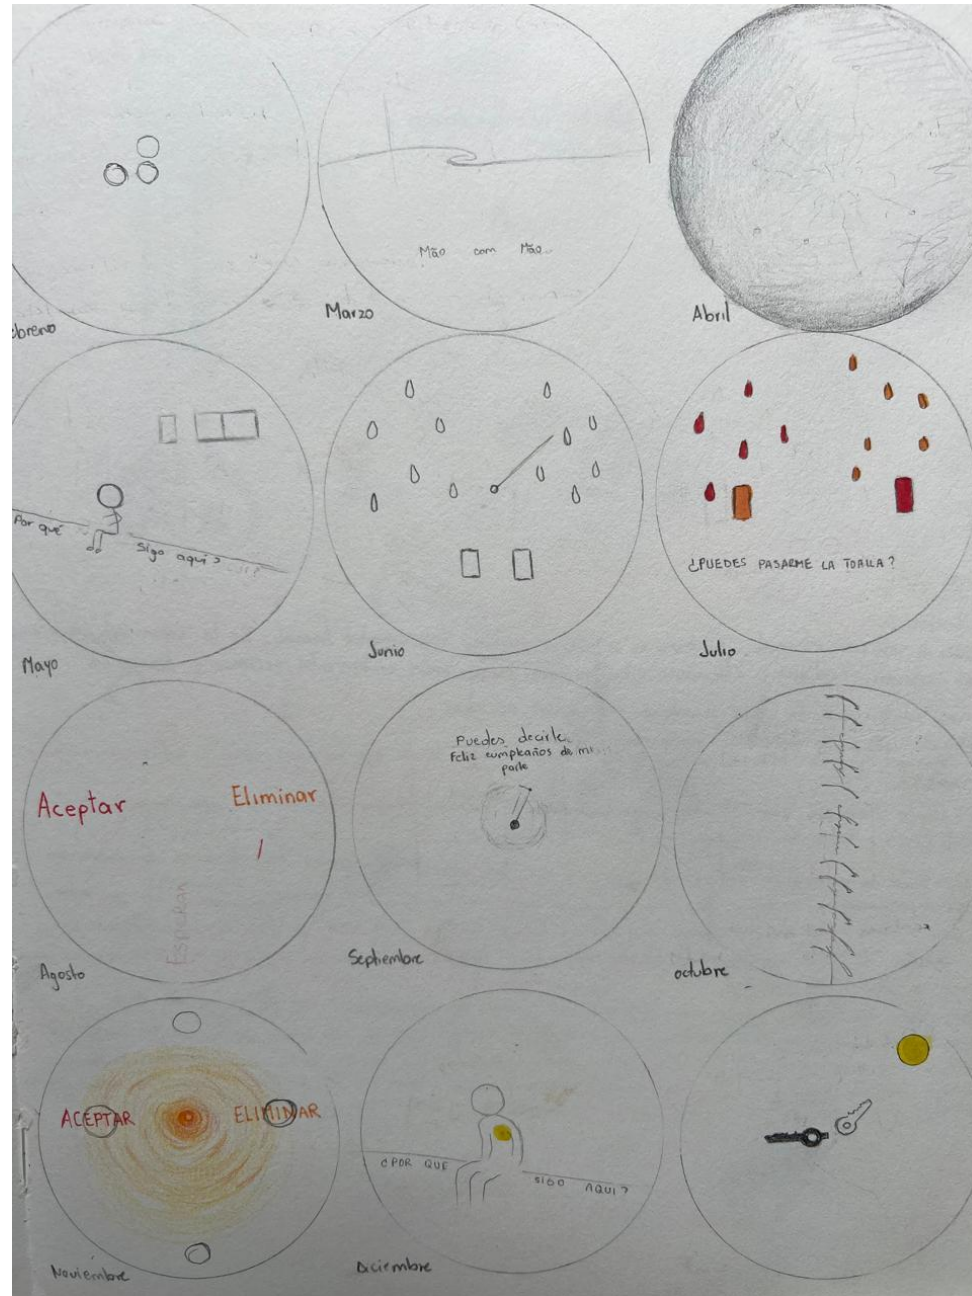 ebrero
Marzo
Mão com Mão
Abril
Por qué
sigo aquí?
Mayo
Junio
¿PUEDES PASARME LA TOALLA?
Julio
Aceptar
Eliminar
Esperar
Agosto
Puedes decirle
Feliz cumpleaños de mi
parte
Septiembre
octubre
ACEPTAR
ELIMINAR
Noviembre
¿POR QUE
SIGO AQUI?
Diciembre